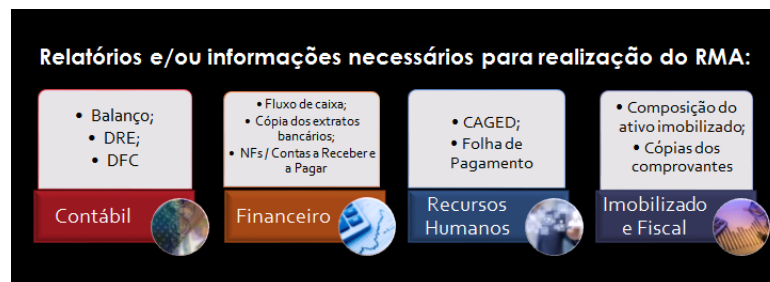 Relatórios e/ou informações necessários para realização do RMA:
• Balanço;
• DRE;
• DFC
Contábil
• Fluxo de caixa;
• Cópia dos extratos
bancários;
• NFs / Contas a Receber e
a Pagar
Financeiro
• CAGED;
• Folha de
Pagamento
Recursos
Humanos
• Composição do
ativo imobilizado;
• Cópias dos
comprovantes
Imobilizado
e Fiscal